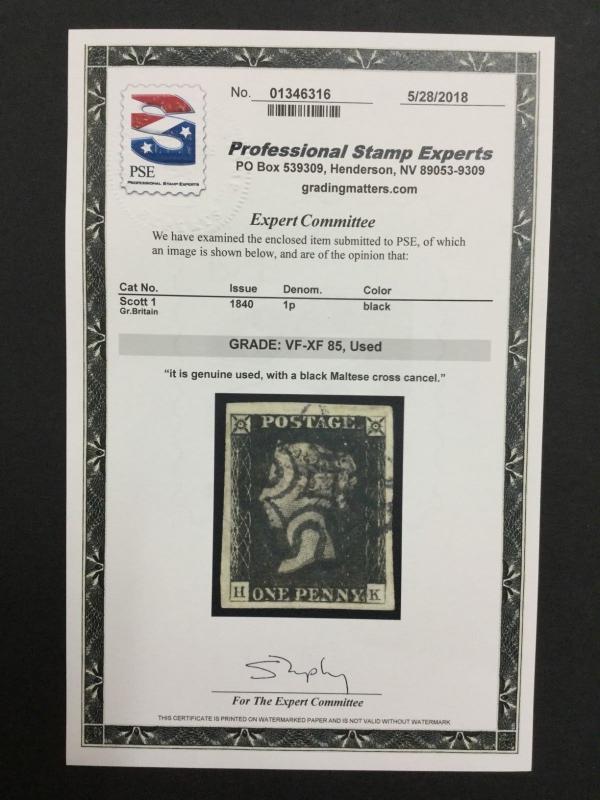 No. 01346316
5/28/2018
PSE
PROFESSIONAL STAMP EXPERTS
Professional Stamp Experts
PO Box 539309, Henderson, NV 89053-9309
gradingmatters.com
Expert Committee
We have examined the enclosed item submitted to PSE, of which
an image is shown below, and are of the opinion that:
Cat No. Issue Denom. Color
Scott 1 1840 1p black
Gr.Britain
GRADE: VF-XF 85, Used
“it is genuine used, with a black Maltese cross cancel.”
POSTAGE
H ONE PENNY K
For The Expert Committee
THIS CERTIFICATE IS PRINTED ON WATERMARKED PAPER AND IS NOT VALID WITHOUT WATERMARK